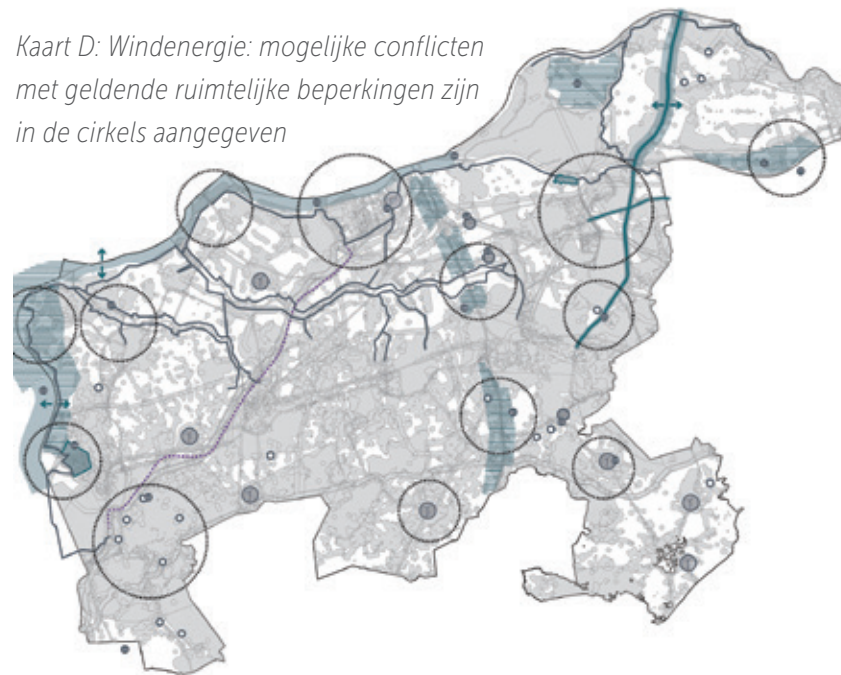 Kaart D: Windenergie: mogelijke conflicten
met geldende ruimtelijke beperkingen zijn
in de cirkels aangegeven